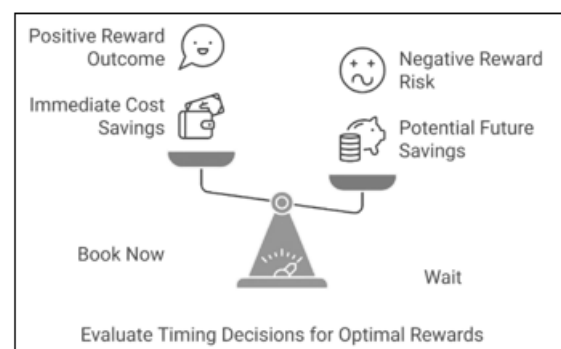 Positive Reward
Outcome
Immediate Cost
Savings
Negative Reward
Risk
Potential Future
Savings
Book Now
Wait
Evaluate Timing Decisions for Optimal Rewards